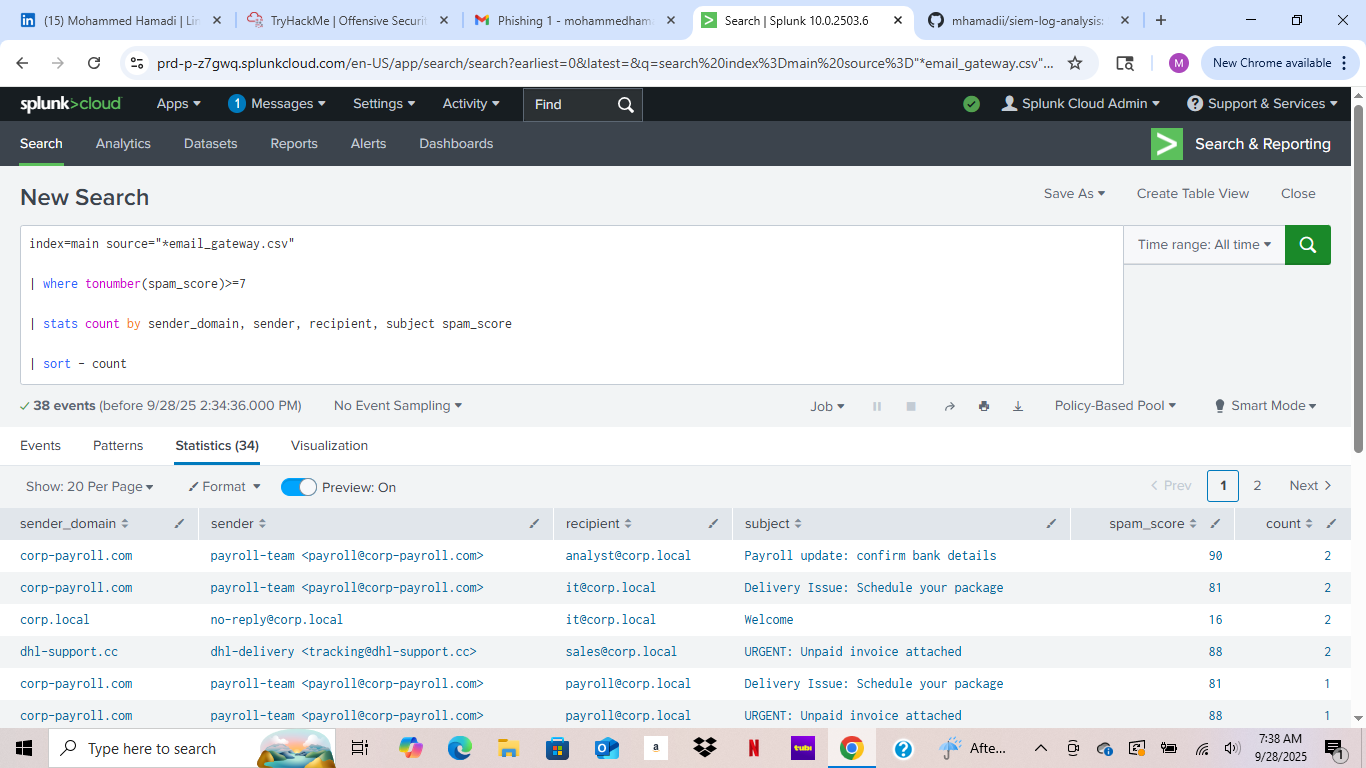 (15) Mohammed Hamadi | Lin
TryHackMe | Offensive Securit
Phishing 1 - mohammedham
Search | Splunk 10.0.2503.6
mhamadii/siem-log-analysis:
prd-p-z7gwq.splunkcloud.com/en-US/app/search/search?earliest=0&latest=&q=search%20index%3Dmain%20source%3D"*email_gateway.csv"...
M
New Chrome available
splunk>cloud
Apps
1
Messages
Settings
Activity
Find
Splunk Cloud Admin
Support & Services
Search
Analytics
Datasets
Reports
Alerts
Dashboards
Search & Reporting
New Search
Save As
Create Table View
Close
index=main source="*email_gateway.csv"
| where tonumber(spam_score)>=7
| stats count by sender_domain, sender, recipient, subject spam_score
| sort - count
Time range: All time
38 events (before 9/28/25 2:34:36.000 PM)
No Event Sampling
Job
Policy-Based Pool
Smart Mode
Events
Patterns
Statistics (34)
Visualization
Show: 20 Per Page
Format
Preview: On
Prev
1
2
Next
sender_domain sender recipient subject spam_score count
corp-payroll.com payroll-team <payroll@corp-payroll.com> analyst@corp.local Payroll update: confirm bank details 90 2
corp-payroll.com payroll-team <payroll@corp-payroll.com> it@corp.local Delivery Issue: Schedule your package 81 2
corp.local no-reply@corp.local it@corp.local Welcome 16 2
dhl-support.cc dhl-delivery <tracking@dhl-support.cc> sales@corp.local URGENT: Unpaid invoice attached 88 2
corp-payroll.com payroll-team <payroll@corp-payroll.com> payroll@corp.local Delivery Issue: Schedule your package 81 1
corp-payroll.com payroll-team <payroll@corp-payroll.com> payroll@corp.local URGENT: Unpaid invoice attached 88 1
Type here to search
a
N
tubi
Afte...
7:38 AM
9/28/2025
1